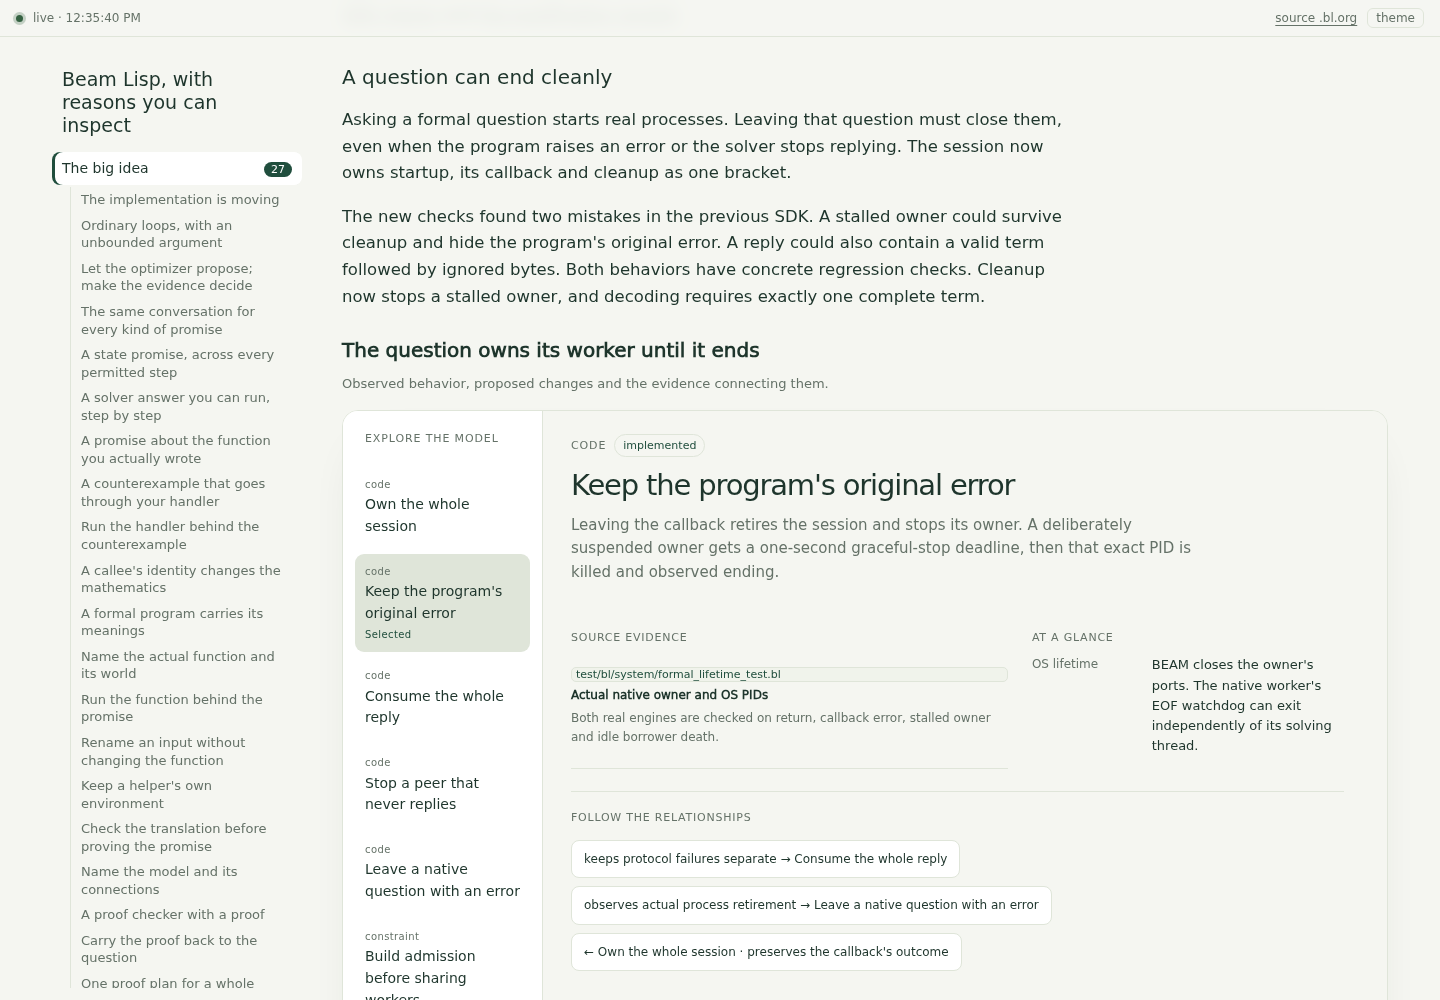 live · 12:35:40 PM
source .bl.org
theme
Beam Lisp, with
reasons you can
inspect
The big idea
27
The implementation is moving
Ordinary loops, with an
unbounded argument
Let the optimizer propose;
make the evidence decide
The same conversation for
every kind of promise
A state promise, across every
permitted step
A solver answer you can run,
step by step
A promise about the function
you actually wrote
A counterexample that goes
through your handler
Run the handler behind the
counterexample
A callee's identity changes the
mathematics
A formal program carries its
meanings
Name the actual function and
its world
Run the function behind the
promise
Rename an input without
changing the function
Keep a helper's own
environment
Check the translation before
proving the promise
Name the model and its
connections
A proof checker with a proof
Carry the proof back to the
question
One proof plan for a whole
A question can end cleanly
Asking a formal question starts real processes. Leaving that question must close them,
even when the program raises an error or the solver stops replying. The session now
owns startup, its callback and cleanup as one bracket.
The new checks found two mistakes in the previous SDK. A stalled owner could survive
cleanup and hide the program's original error. A reply could also contain a valid term
followed by ignored bytes. Both behaviors have concrete regression checks. Cleanup
now stops a stalled owner, and decoding requires exactly one complete term.
The question owns its worker until it ends
Observed behavior, proposed changes and the evidence connecting them.
EXPLORE THE MODEL
code
Own the whole
session
code
Keep the program's
original error
Selected
code
Consume the whole
reply
code
Stop a peer that
never replies
code
Leave a native
question with an error
constraint
Build admission
before sharing
workers
CODE
implemented
Keep the program's original error
Leaving the callback retires the session and stops its owner. A deliberately
suspended owner gets a one-second graceful-stop deadline, then that exact PID is
killed and observed ending.
SOURCE EVIDENCE
test/bl/system/formal_lifetime_test.bl
Actual native owner and OS PIDs
Both real engines are checked on return, callback error, stalled owner
and idle borrower death.
AT A GLANCE
OS lifetime
BEAM closes the owner's
ports. The native worker's
EOF watchdog can exit
independently of its solving
thread.
FOLLOW THE RELATIONSHIPS
keeps protocol failures separate → Consume the whole reply
observes actual process retirement → Leave a native question with an error
← Own the whole session · preserves the callback's outcome